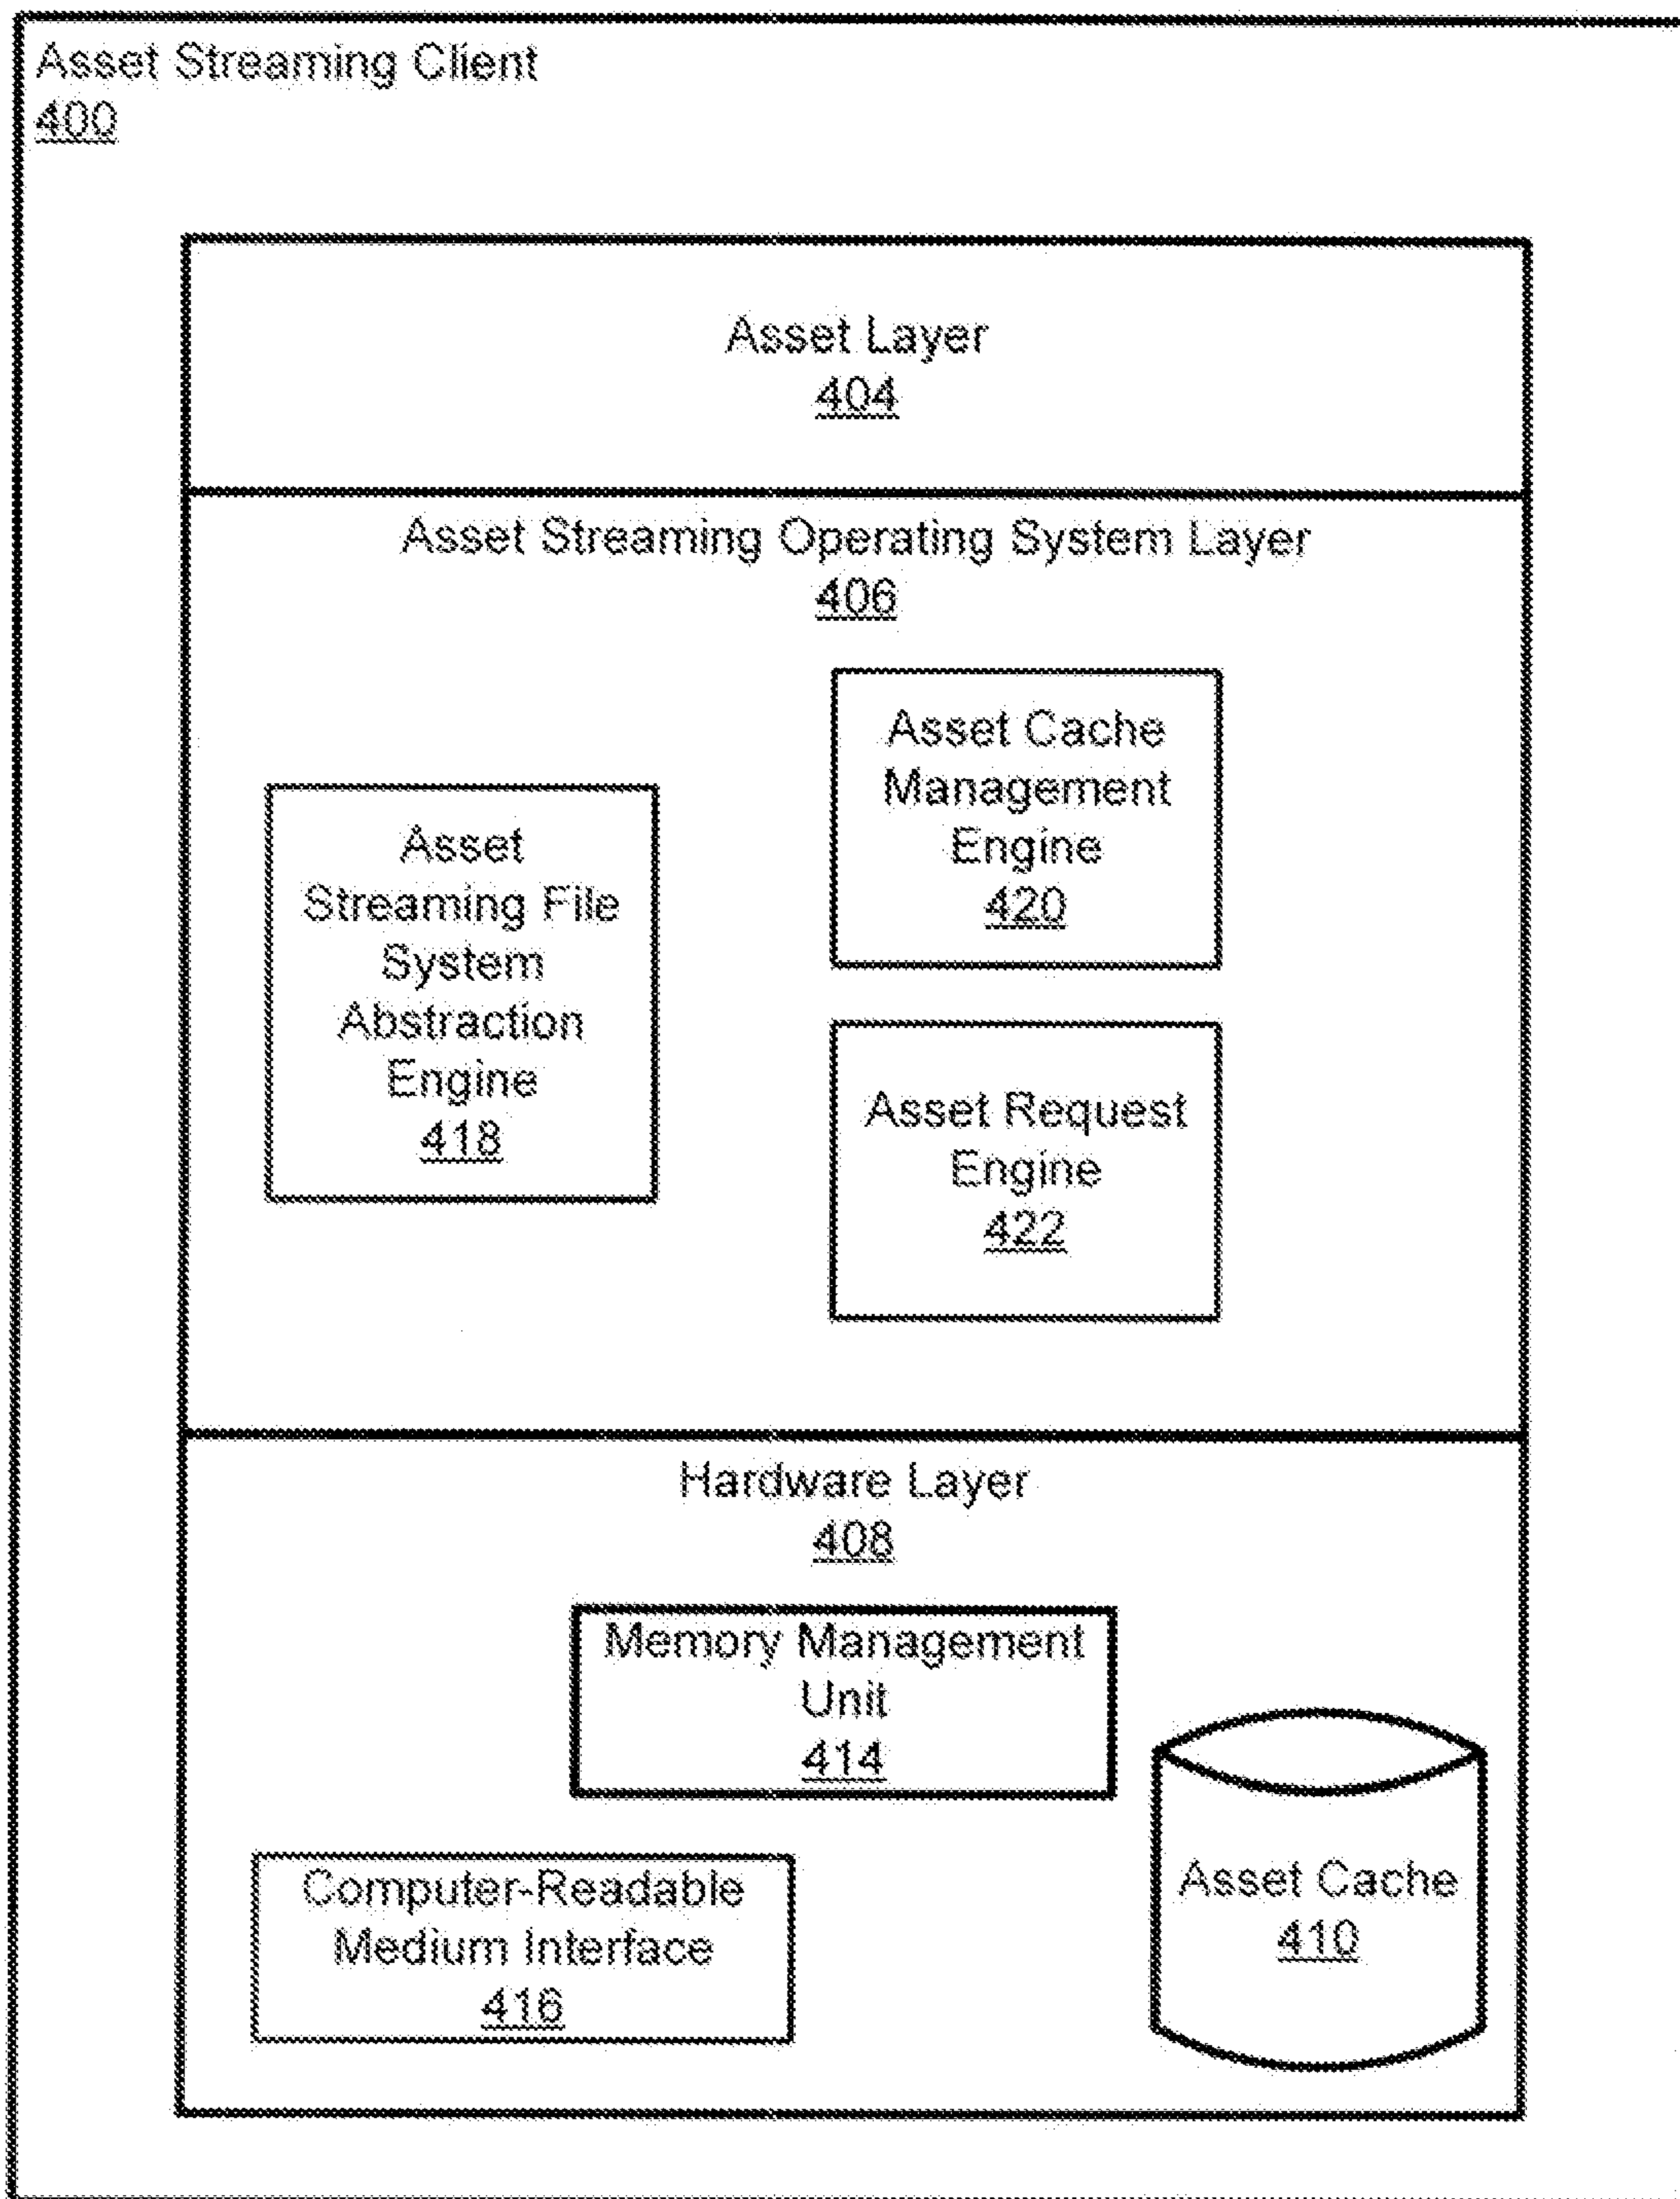 Asset Streaming Client
400
Asset Layer
404
Asset Streaming Operating System Layer
406
Asset Cache
Management
Engine
420
Asset
Streaming File
System
Abstraction
Engine
418
Asset Request
Engine
422
Hardware Layer
408
Memory Management
Unit
414
Computer-Readable
Medium Interface
416
Asset Cache
410